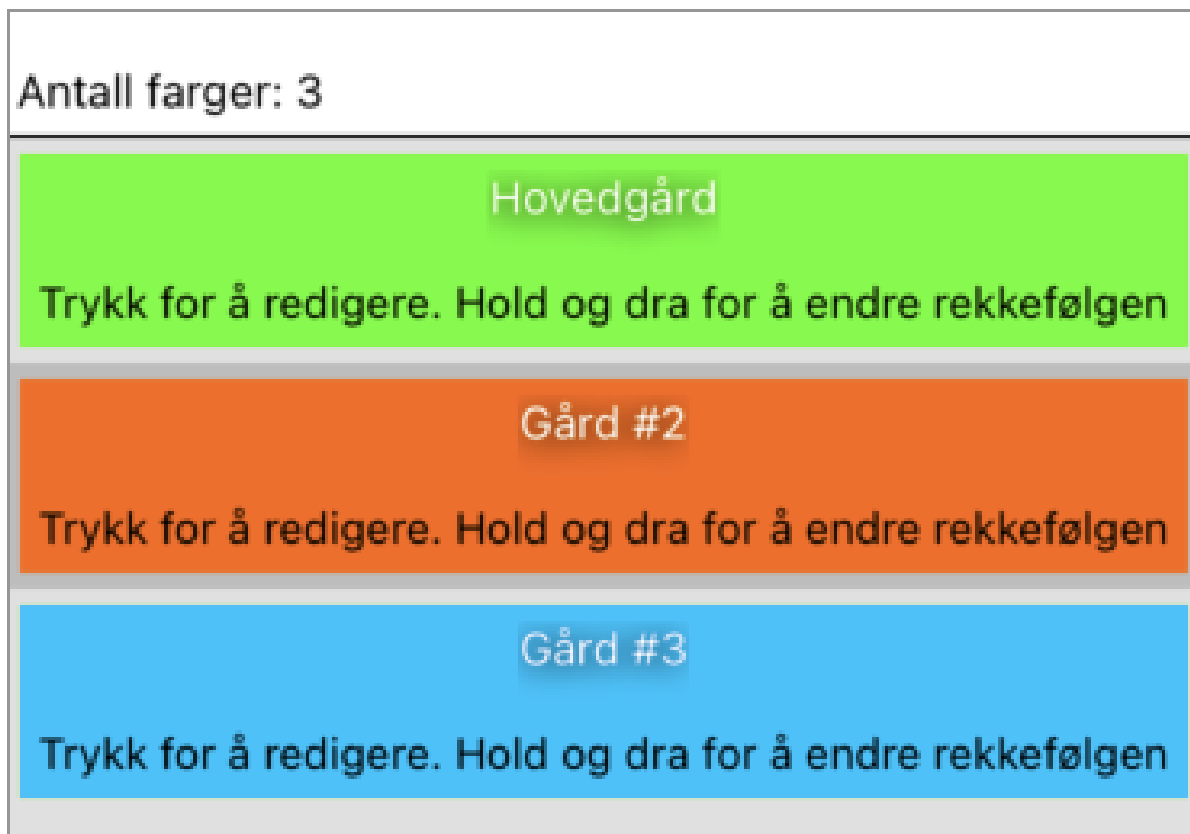 Antall farger: 3
Hovedgård
Trykk for å redigere. Hold og dra for å endre rekkefølgen
Gård #2
Trykk for å redigere. Hold og dra for å endre rekkefølgen
Gård #3
Trykk for å redigere. Hold og dra for å endre rekkefølgen